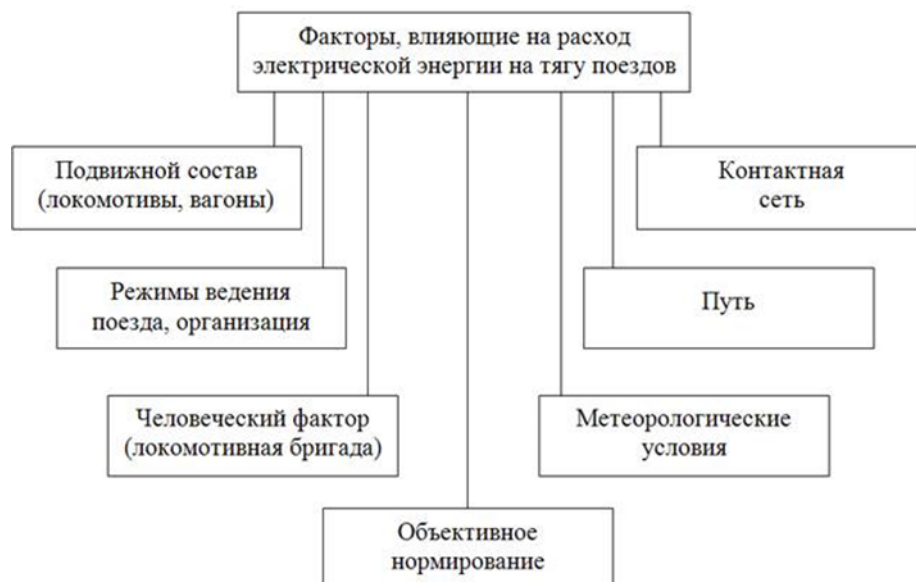 Факторы, влияющие на расход
электрической энергии на тягу поездов
Подвижной состав
(локомотивы, вагоны)
Контактная
сеть
Режимы ведения
поезда, организация
Путь
Человеческий фактор
(локомотивная бригада)
Метеорологические
условия
Объективное
нормирование